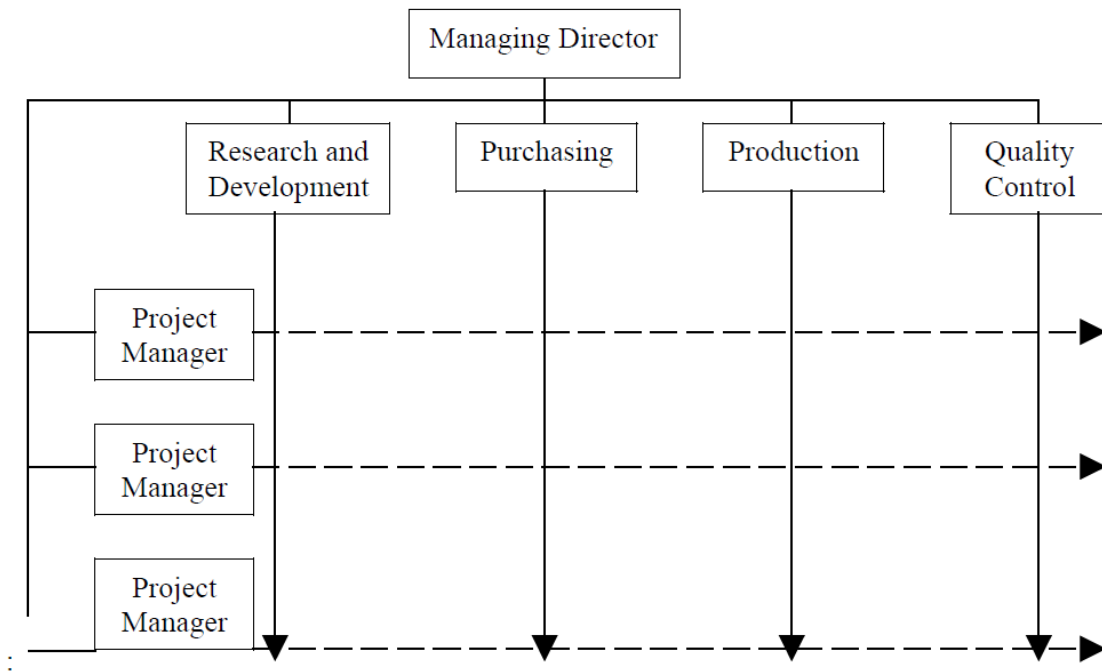 Managing Director
Research and
Development
Purchasing
Production
Quality
Control
Project
Manager
Project
Manager
Project
Manager
: